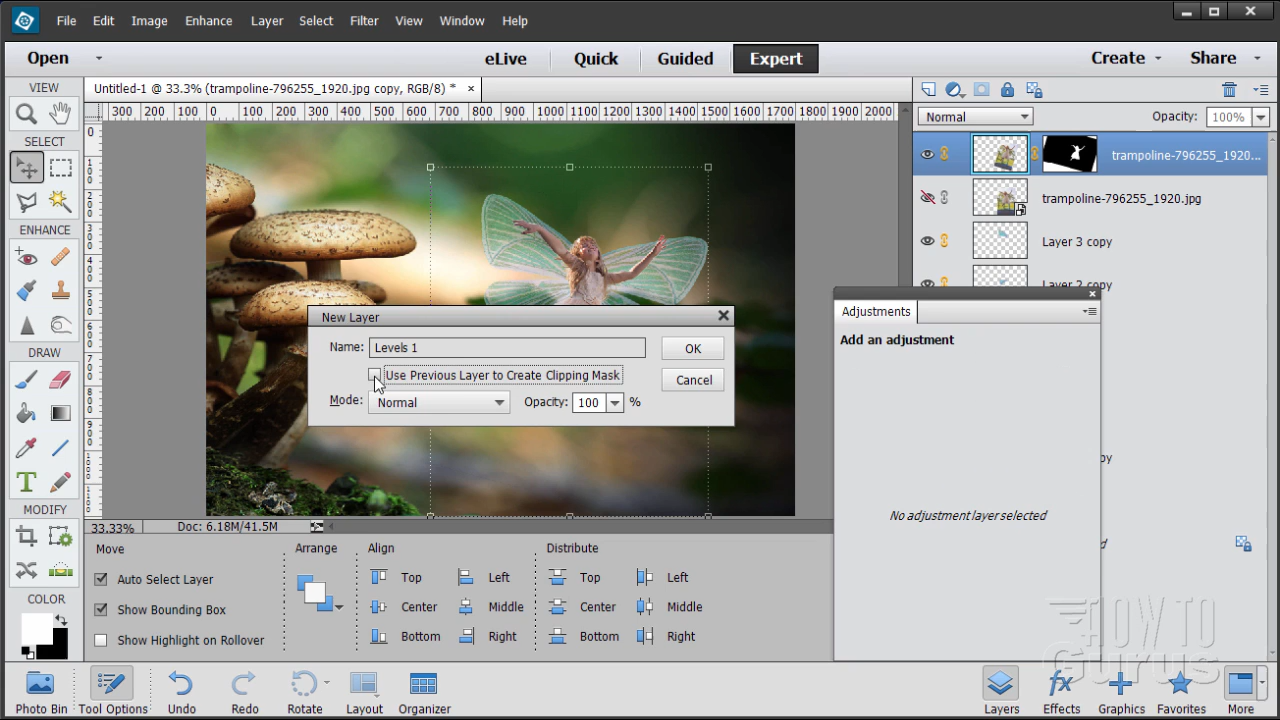 File Edit Image Enhance Layer Select Filter View Window Help
Open eLive Quick Guided Expert Create Share
VIEW
Untitled-1 @ 33.3% (trampoline-796255_1920.jpg copy, RGB/8) * ×
300 200 100 0 100 200 300 400 500 600 700 800 900 1000 1100 1200 1300 1400 1500 1600 1700 1800 1900 2000
Normal Opacity: 100%
SELECT
trampoline-796255_1920...
trampoline-796255_1920.jpg
ENHANCE
Layer 3 copy
Layer 2 copy
Adjustments
Add an adjustment
New Layer
Name: Levels 1 OK
Use Previous Layer to Create Clipping Mask Cancel
Mode: Normal Opacity: 100 %
DRAW
No adjustment layer selected
MODIFY
33.33% Doc: 6.18M/41.5M
Move Arrange Align Distribute
Auto Select Layer Top Left Top Left
COLOR
Show Bounding Box Center Middle Center Middle
Show Highlight on Rollover Bottom Right Bottom Right
HOW TO
Gurus
Photo Bin Tool Options Undo Redo Rotate Layout Organizer Layers Effects Graphics Favorites More